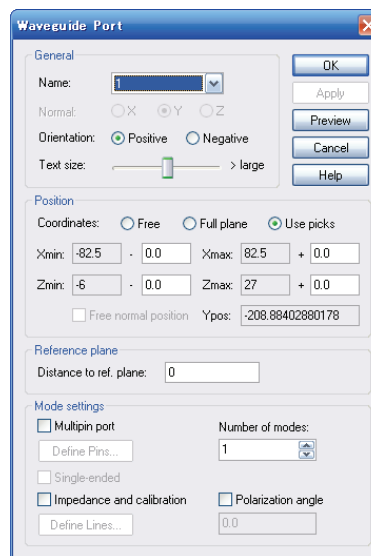 Waveguide Port
General
Name: 1
OK
Apply
Normal: X Y Z
Preview
Orientation: Positive Negative
Cancel
Text size: > large
Help
Position
Coordinates: Free Full plane Use picks
Xmin: -82.5 - 0.0 Xmax: 82.5 + 0.0
Zmin: -6 - 0.0 Zmax: 27 + 0.0
Free normal position Ypos: -208.88402880178
Reference plane
Distance to ref. plane: 0
Mode settings
Multipin port Number of modes:
Define Pins... 1
Single-ended
Impedance and calibration Polarization angle
Define Lines... 0.0